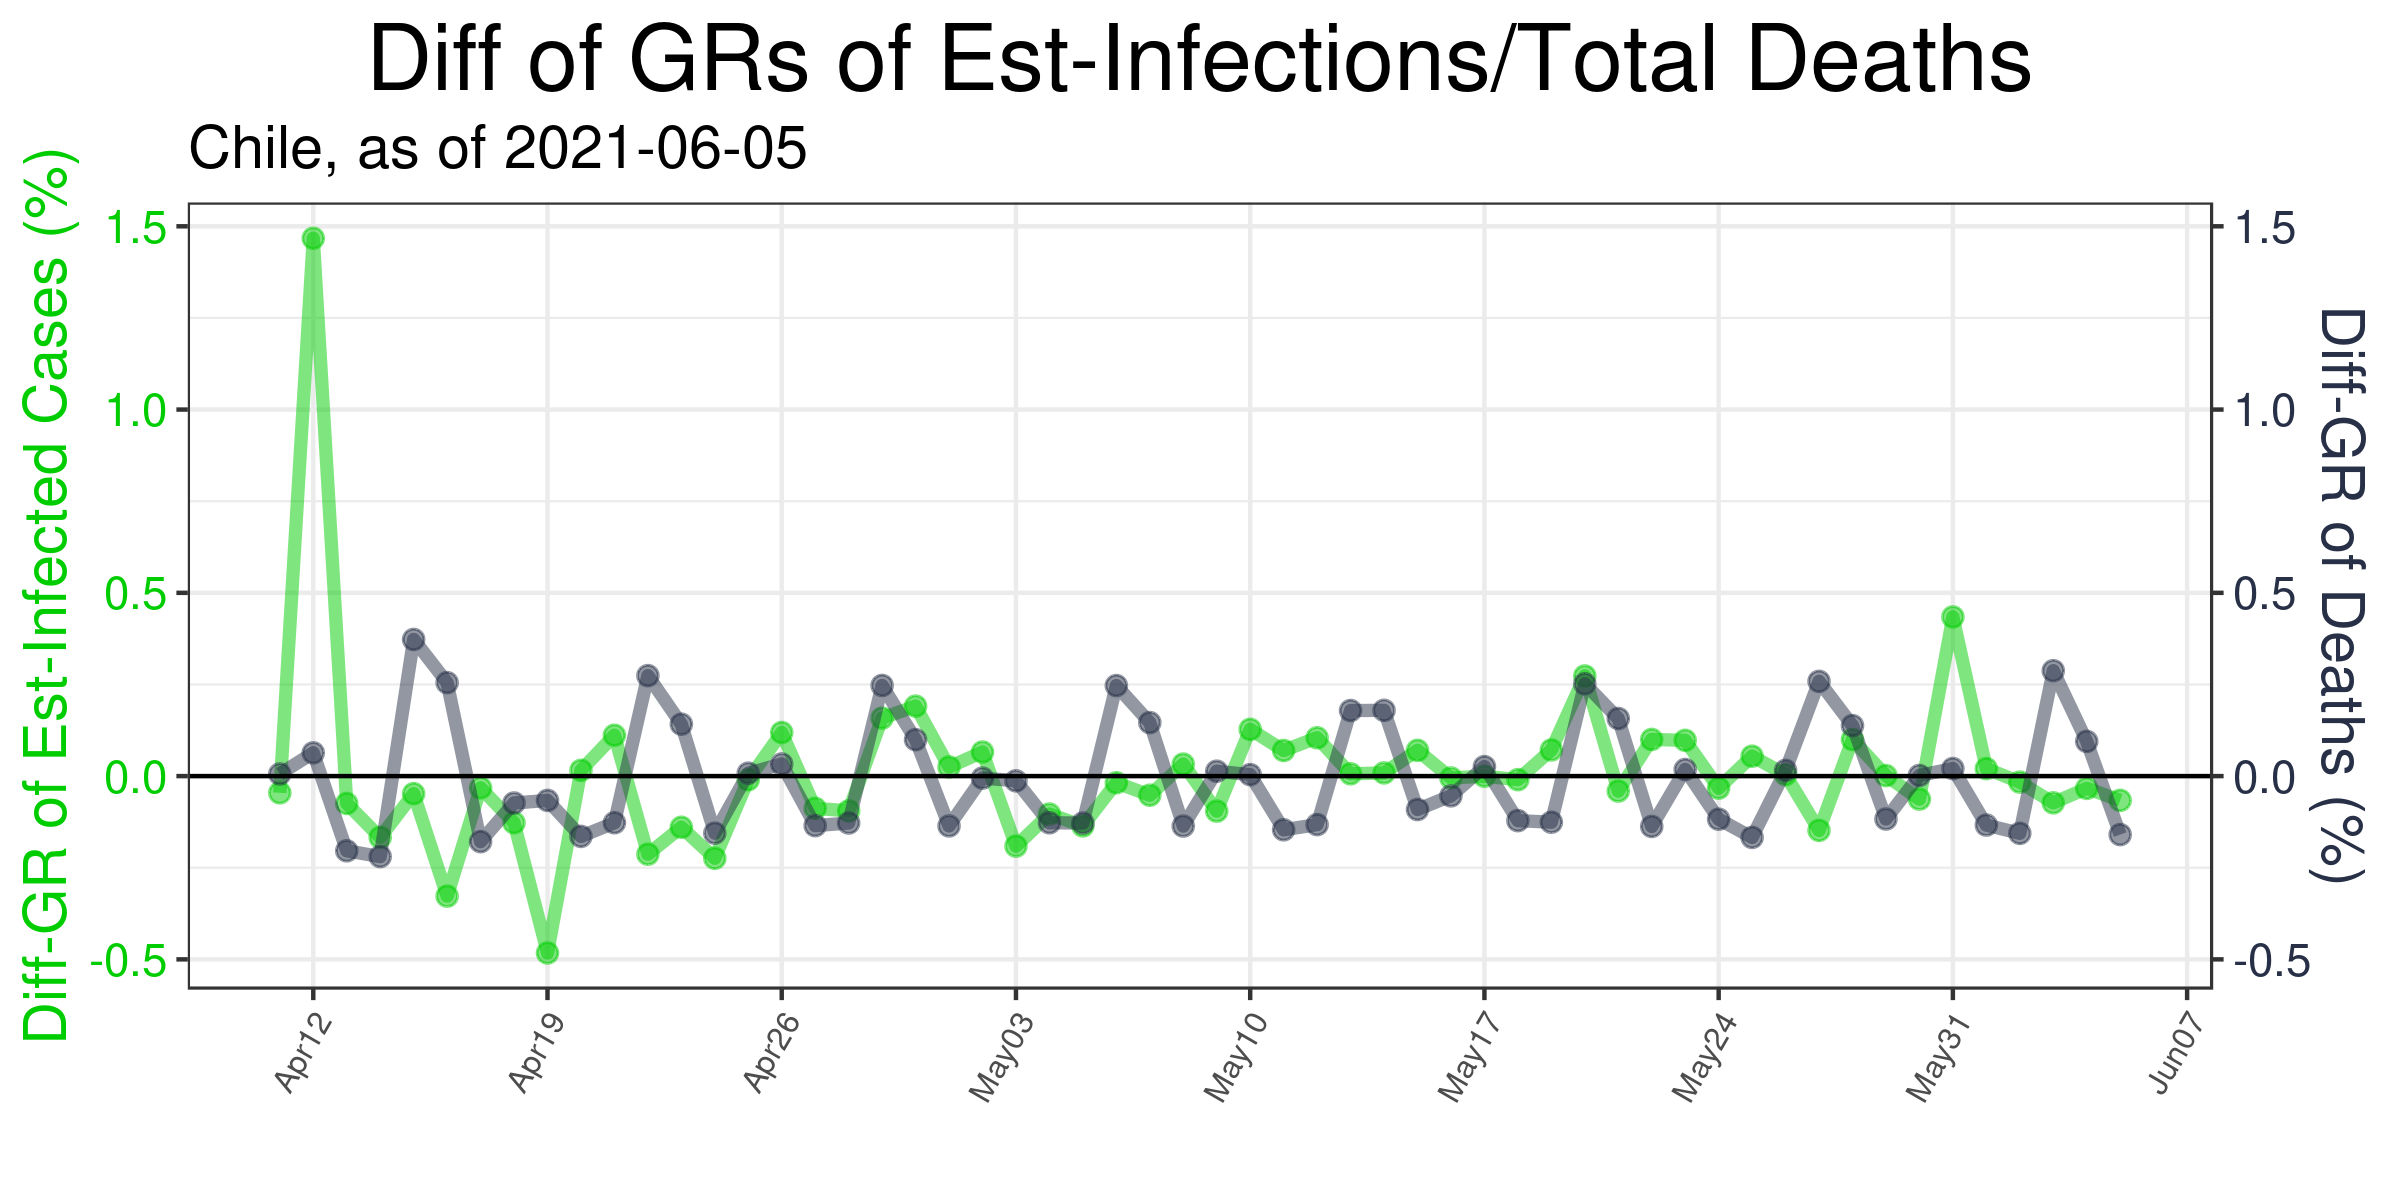 Diff of GRs of Est-Infections/Total Deaths
Chile, as of 2021-06-05
Diff-GR of Est-Infected Cases (%)
1.5
1.0
0.5
0.0
-0.5
1.5
1.0
0.5
0.0
-0.5
Diff-GR of Deaths (%)
Apr12
Apr19
Apr26
May03
May10
May17
May24
May31
Jun07